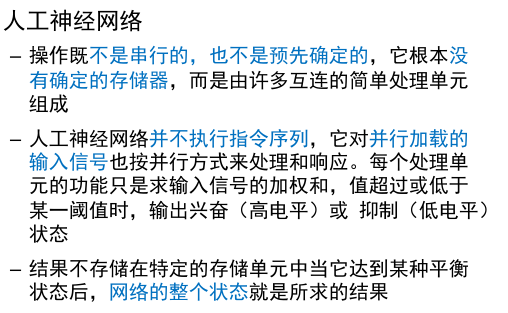 人工神经网络
– 操作既不是串行的，也不是预先确定的，它根本没
有确定的存储器，而是由许多互连的简单处理单元
组成
– 人工神经网络并不执行指令序列，它对并行加载的
输入信号也按并行方式来处理和响应。每个处理单
元的功能只是求输入信号的加权和，值超过或低于
某一阈值时，输出兴奋（高电平）或 抑制（低电平）
状态
– 结果不存储在特定的存储单元中当它达到某种平衡
状态后，网络的整个状态就是所求的结果